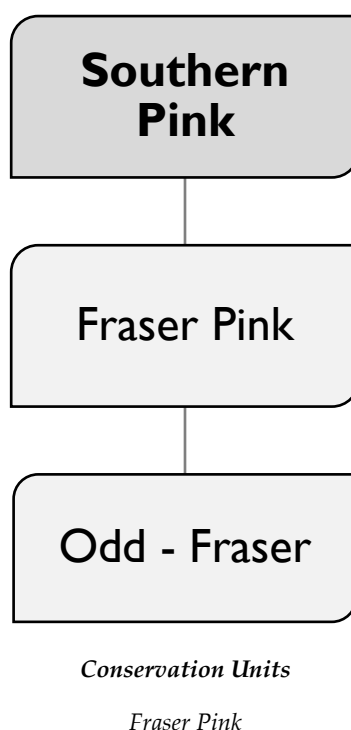 Southern
Pink
Fraser Pink
Odd - Fraser
Conservation Units
Fraser Pink